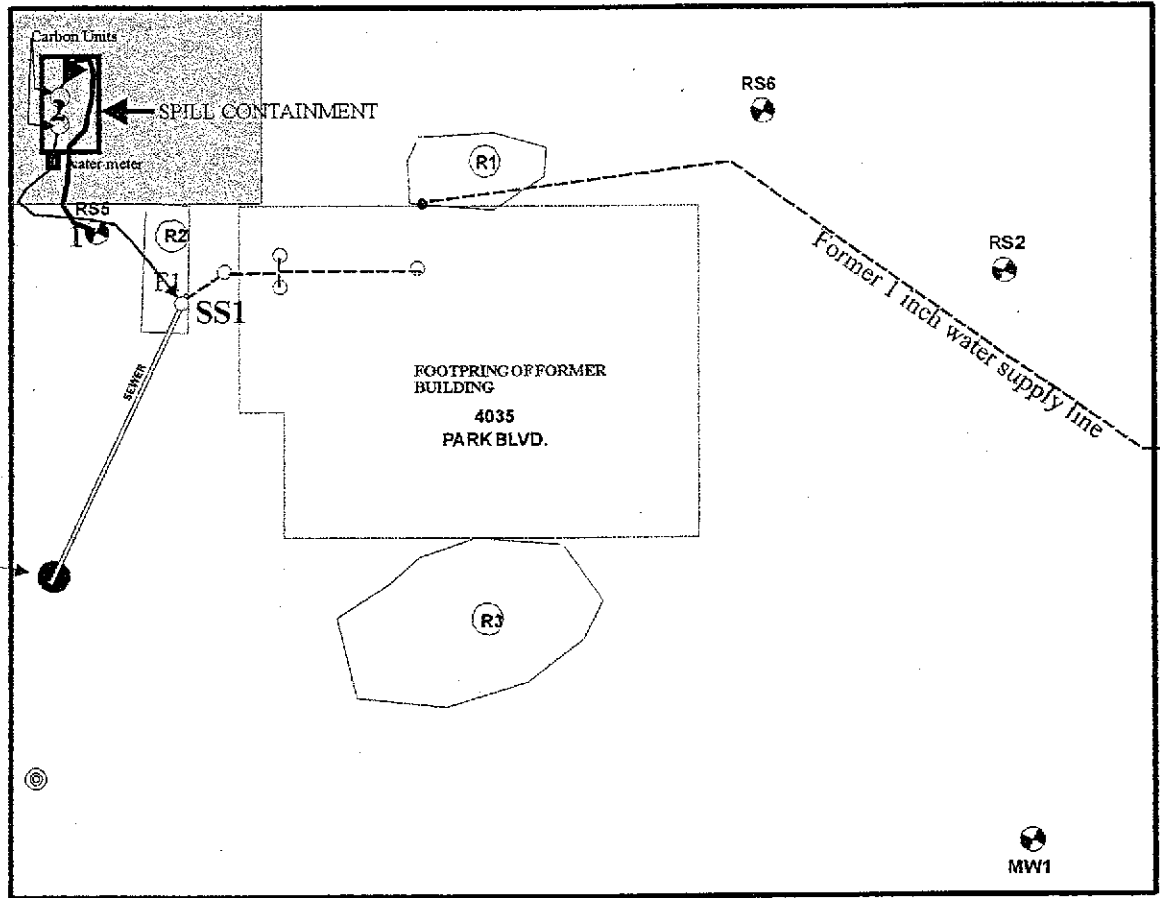 Carbon Units
2
SPILL CONTAINMENT
water meter
RS6
R1
RS5
1
R2
RS2
F1
SS1
SEWER
Former 1 inch water supply line
FOOTPRING OF FORMER
BUILDING
4035
PARK BLVD.
R3
MW1